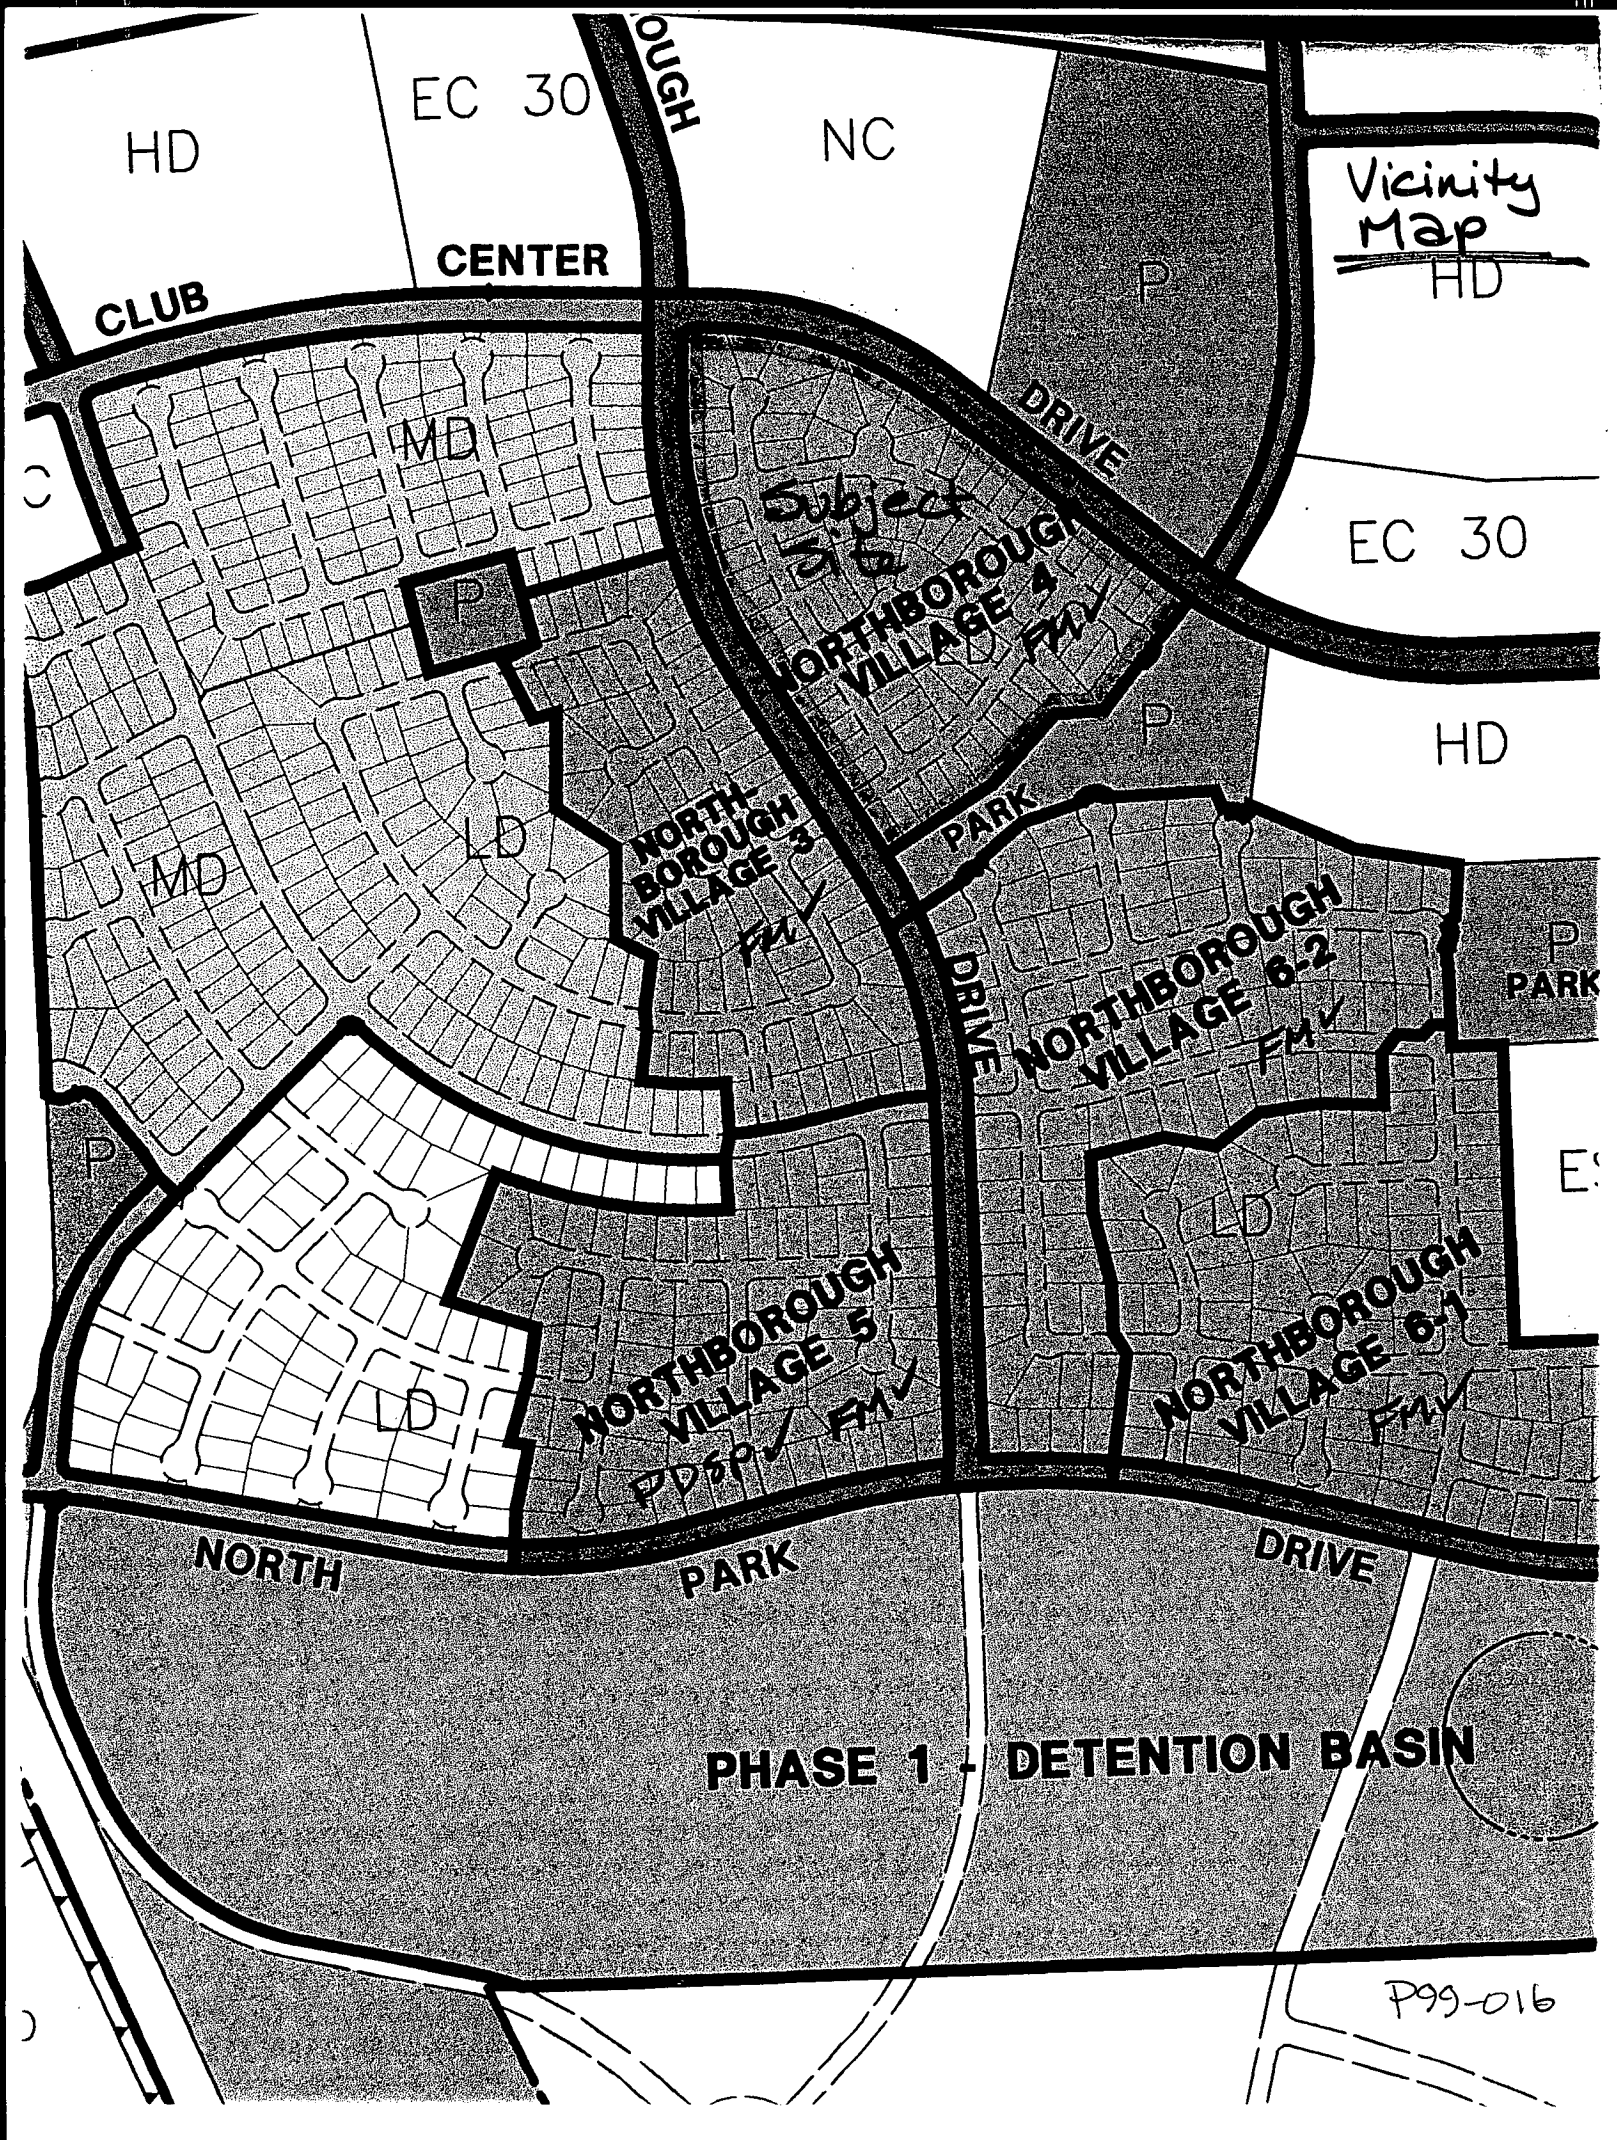 OUGH
EC 30
HD
NC
Vicinity
Map
HD
P
CENTER
CLUB
DRIVE
MD
C
Subject
Site
EC 30
NORTHBOROUGH
VILLAGE 4
LD
FM✓
P
P
HD
NORTH-
BOROUGH
VILLAGE 3
FM✓
PARK
LD
MD
P
PARK
NORTHBOROUGH
VILLAGE 6-2
FM✓
DRIVE
P
ES
LD
NORTHBOROUGH
VILLAGE 5
PDSP✓ FM✓
NORTHBOROUGH
VILLAGE 6-1
FM✓
LD
NORTH
PARK
DRIVE
PHASE 1 - DETENTION BASIN
P99-016